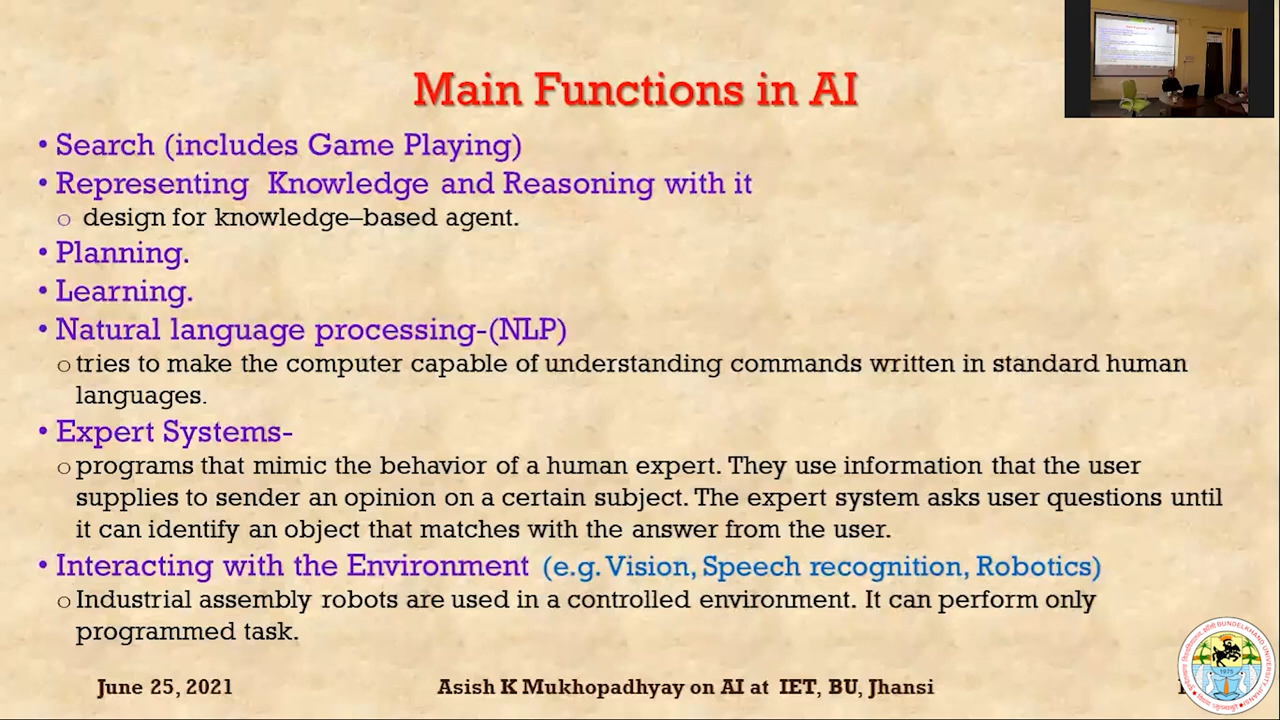 Main Functions in AI
• Search (includes Game Playing)
• Representing Knowledge and Reasoning with it
o design for knowledge–based agent.
• Planning.
• Learning.
• Natural language processing-(NLP)
o tries to make the computer capable of understanding commands written in standard human
languages.
• Expert Systems-
o programs that mimic the behavior of a human expert. They use information that the user
supplies to sender an opinion on a certain subject. The expert system asks user questions until
it can identify an object that matches with the answer from the user.
• Interacting with the Environment (e.g. Vision, Speech recognition, Robotics)
o Industrial assembly robots are used in a controlled environment. It can perform only
programmed task.
June 25, 2021 Asish K Mukhopadhyay on AI at IET, BU, Jhansi
BUNDELKHAND UNIVERSITY, JHANSI
1975